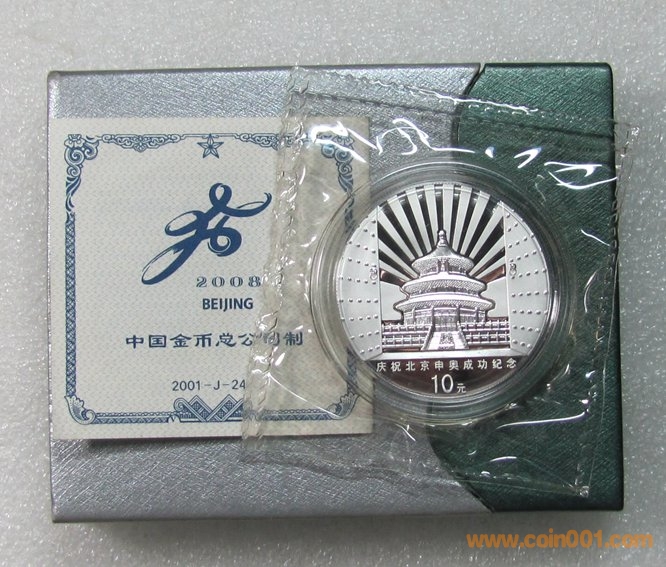 2008
BEIJING
中国金币总公司制
2001-J-24
庆祝北京申奥成功纪念
10元
www.coin001.com